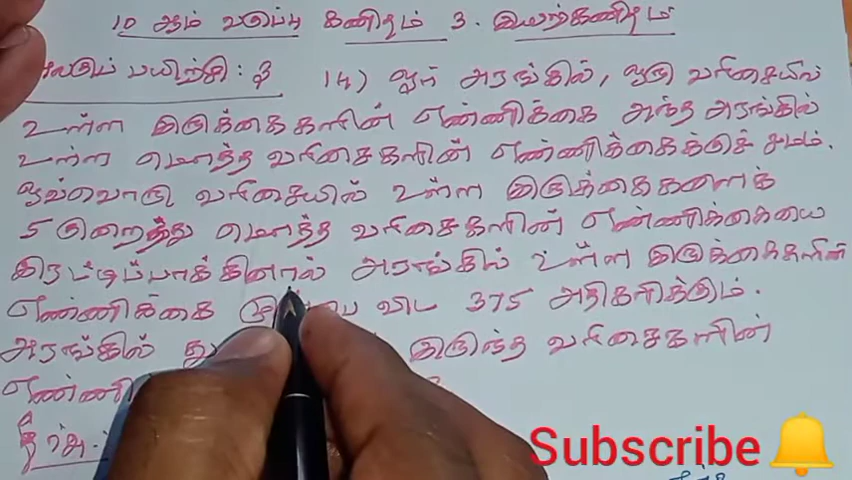 10 ஆம் வகுப்பு கணிதம் 3. இயற்கணிதம்
பயிற்சி: 3 14) ஓர் அரங்கில், ஒரு வரிசையில்
உள்ள இருக்கைகளின் எண்ணிக்கை அந்த அரங்கில்
உள்ள மொத்த வரிசைகளின் எண்ணிக்கைக்குச் சமம்.
ஒவ்வொரு வரிசையில் உள்ள இருக்கைகளைக்
5 குறைத்து மொத்த வரிசைகளின் எண்ணிக்கையை
இரட்டிப்பாக்கினால் அரங்கில் உள்ள இருக்கைகளின்
எண்ணிக்கை விட 375 அதிகரிக்கும்.
அரங்கில் இருந்த வரிசைகளின்
Subscribe